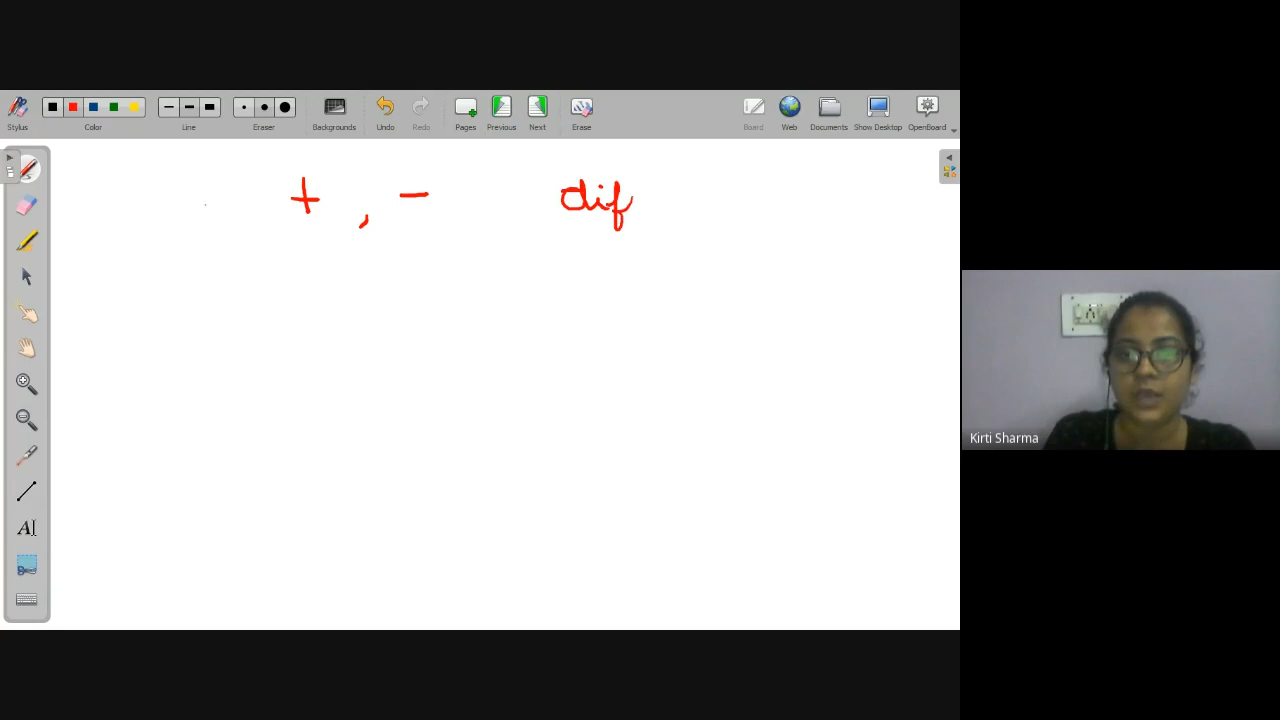 Stylus
Color
Line
Eraser
Backgrounds
Undo
Redo
Pages
Previous
Next
Erase
Board
Web
Documents
Show Desktop
OpenBoard
+ , - dif
AI
Kirti Sharma